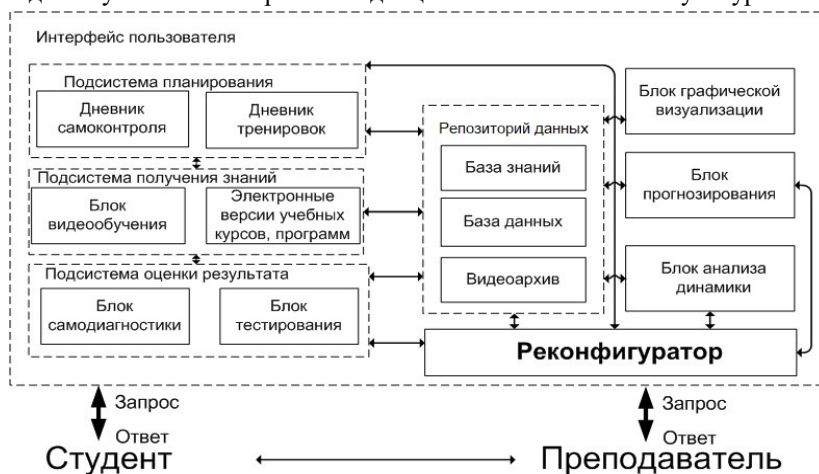 Интерфейс пользователя
Подсистема планирования
Дневник
самоконтроля
Дневник
тренировок
Подсистема получения знаний
Блок
видеообучения
Электронные
версии учебных
курсов, программ
Подсистема оценки результата
Блок
самодиагностики
Блок
тестирования
Репозиторий данных
База знаний
База данных
Видеоархив
Блок графической
визуализации
Блок
прогнозирования
Блок анализа
динамики
Реконфигуратор
Запрос
Ответ
Студент
Запрос
Ответ
Преподаватель